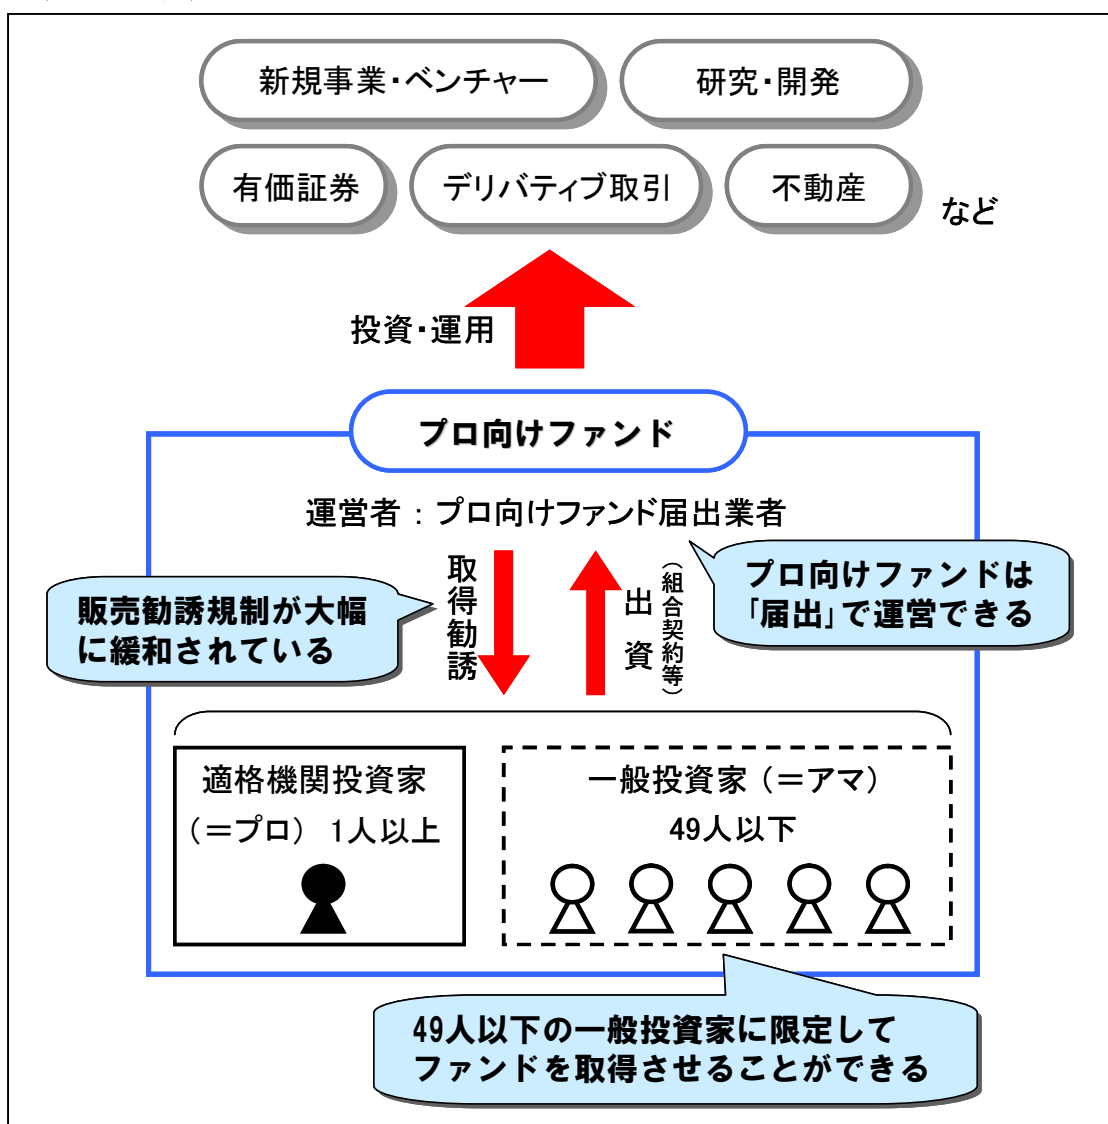 新規事業・ベンチャー
研究・開発
有価証券
デリバティブ取引
不動産
など
投資・運用
プロ向けファンド
運営者：プロ向けファンド届出業者
販売勧誘規制が大幅
に緩和されている
取得勧誘
出資
（組合契約等）
プロ向けファンドは
「届出」で運営できる
適格機関投資家
（＝プロ） 1人以上
一般投資家（＝アマ）
49人以下
49人以下の一般投資家に限定して
ファンドを取得させることができる